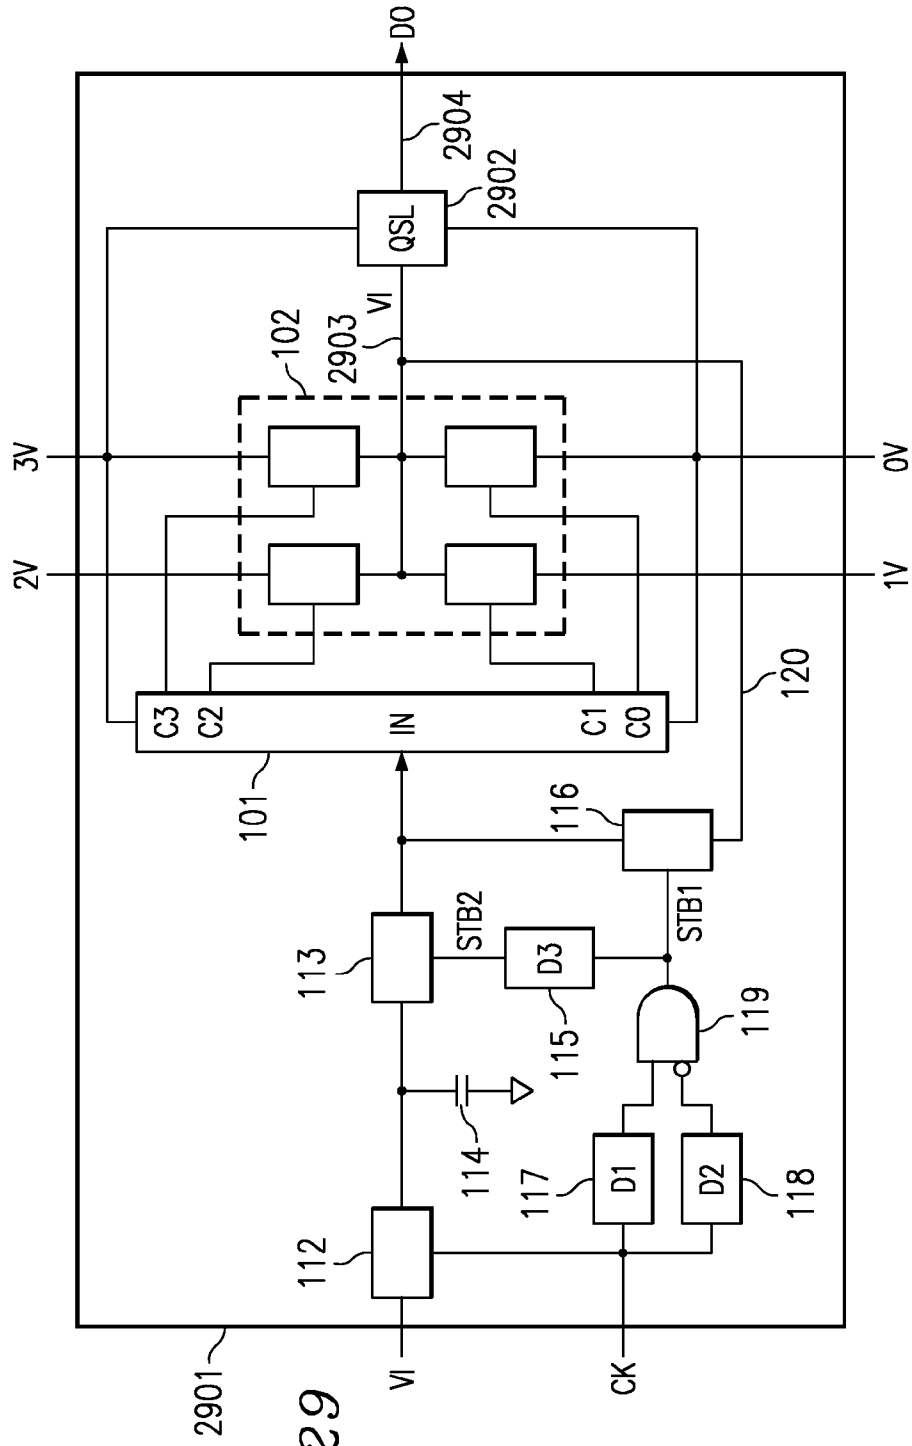 3V
2V
0V
1V
DO
2904
2902
QSL
VI
2903
102
C3
C2
IN
C1
C0
101
120
116
113
STB2
STB1
D3
115
119
114
117
D1
D2
118
112
2901
VI
CK
29